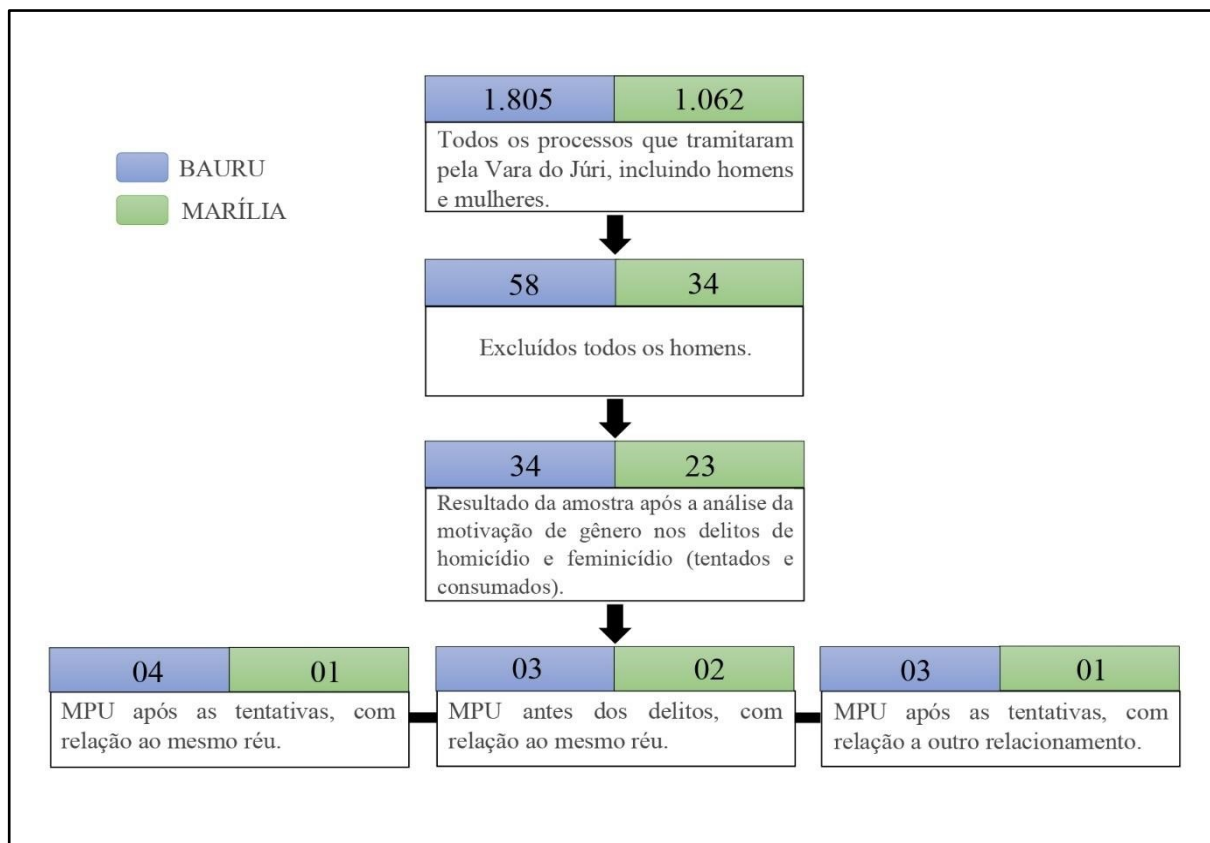 1.805 1.062
Todos os processos que tramitaram
pela Vara do Júri, incluindo homens
e mulheres.
BAURU
MARÍLIA
58 34
Excluídos todos os homens.
34 23
Resultado da amostra após a análise da
motivação de gênero nos delitos de
homicídio e feminicídio (tentados e
consumados).
04 01
MPU após as tentativas, com
relação ao mesmo réu.
03 02
MPU antes dos delitos, com
relação ao mesmo réu.
03 01
MPU após as tentativas, com
relação a outro relacionamento.